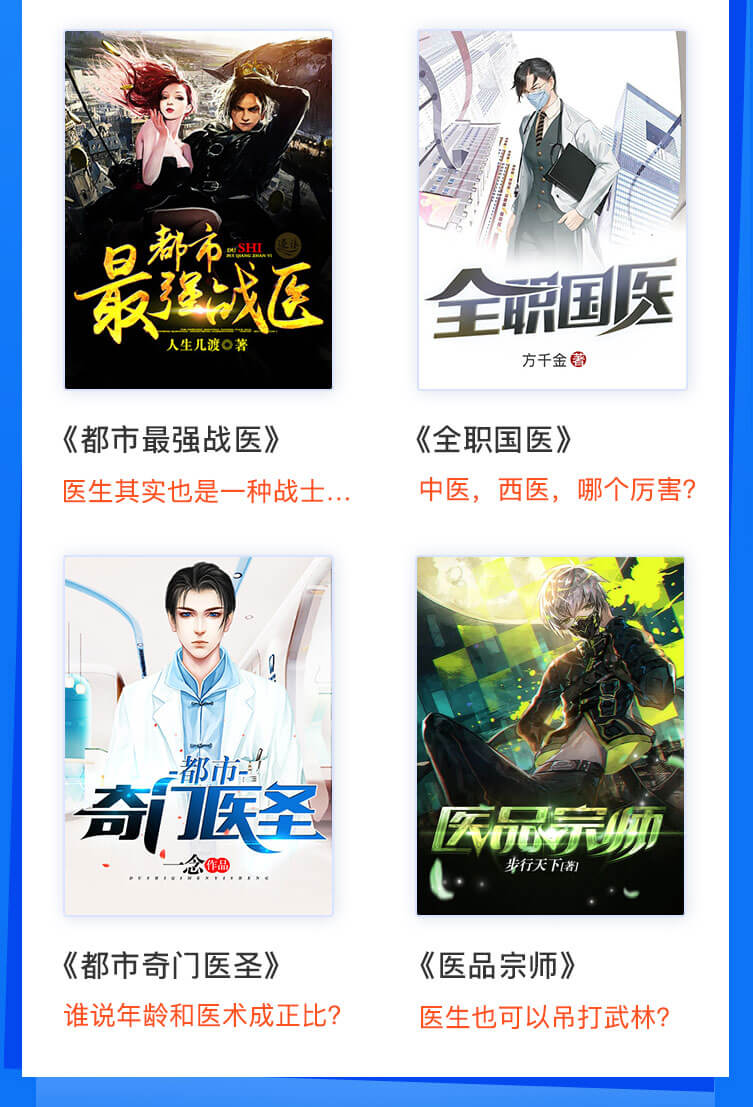 都市
DU SHI
最强战医
人生几渡◎著
全职国医
方千金 著
《都市最强战医》
《全职国医》
医生其实也是一种战士...
中医，西医，哪个厉害?
-都市-
奇门医圣
一念 作品
医品宗师
步行天下[著]
《都市奇门医圣》
《医品宗师》
谁说年龄和医术成正比?
医生也可以吊打武林?